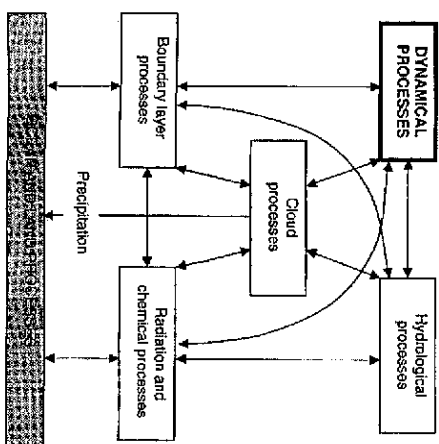 DYNAMICAL
PROCESSES
Hydrological
processes
Cloud
processes
Boundary layer
processes
Radiation and
chemical processes
Precipitation